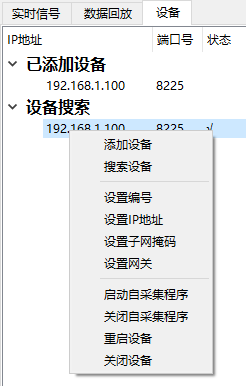 实时信号 数据回放 设备
IP地址 端口号 状态
已添加设备
192.168.1.100 8225
设备搜索
192.168.1.100 8225 √
添加设备
搜索设备
设置编号
设置IP地址
设置子网掩码
设置网关
启动自采集程序
关闭自采集程序
重启设备
关闭设备